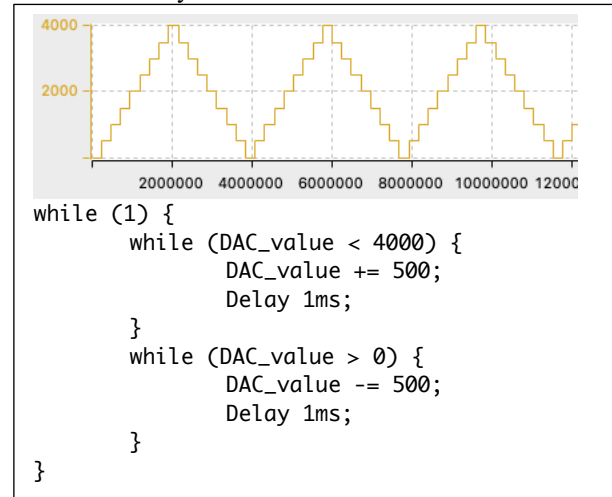 4000
2000
2000000 4000000 6000000 8000000 10000000 12000
while (1) {
        while (DAC_value < 4000) {
                DAC_value += 500;
                Delay 1ms;
        }
        while (DAC_value > 0) {
                DAC_value -= 500;
                Delay 1ms;
        }
}